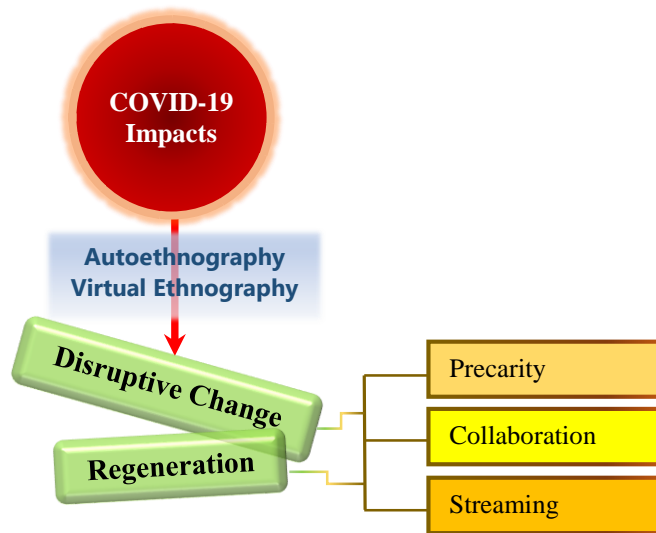 COVID-19
Impacts
Autoethnography
Virtual Ethnography
Disruptive Change
Regeneration
Precarity
Collaboration
Streaming